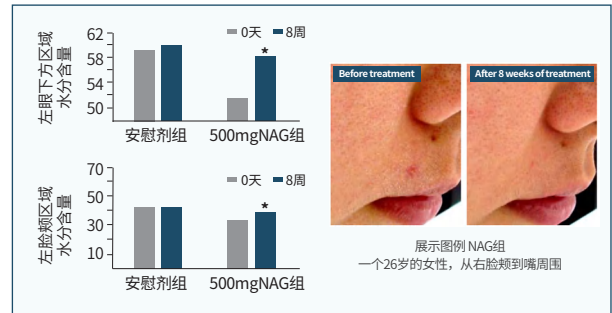 左眼下方区域
水分含量
62
58
54
50
0天 8周
*
安慰剂组 500mgNAG组
左脸颊区域
水分含量
70
50
30
10
0天 8周
*
安慰剂组 500mgNAG组
Before treatment
After 8 weeks of treatment
展示图例 NAG组
一个26岁的女性，从右脸颊到嘴周围